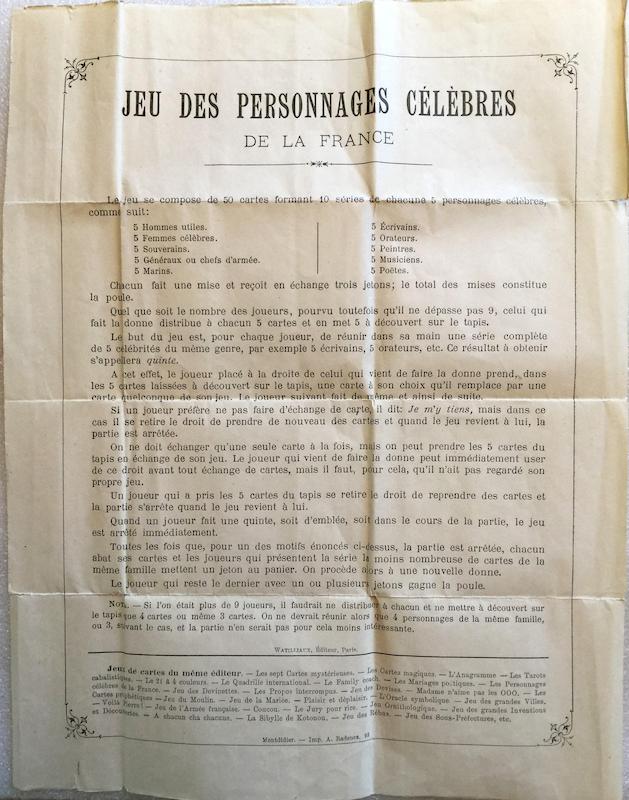 JEU DES PERSONNAGES CÉLÈBRES
DE LA FRANCE
Le jeu se compose de 50 cartes formant 10 séries de chacune 5 personnages célèbres,
comme suit:
5 Hommes utiles.
5 Femmes célèbres.
5 Souverains.
5 Généraux ou chefs d'armée.
5 Marins.
5 Écrivains.
5 Orateurs.
5 Peintres.
5 Musiciens.
5 Poëtes.
Chacun fait une mise et reçoit en échange trois jetons; le total des mises constitue
la poule.
Quel que soit le nombre des joueurs, pourvu toutefois qu'il ne dépasse pas 9, celui qui
fait la donne distribue à chacun 5 cartes et en met 5 à découvert sur le tapis.
Le but du jeu est, pour chaque joueur, de réunir dans sa main une série complète
de 5 célébrités du même genre, par exemple 5 écrivains, 5 orateurs, etc. Ce résultat à obtenir
s'appellera quinte.
A cet effet, le joueur placé à la droite de celui qui vient de faire la donne prend, dans
les 5 cartes laissées à découvert sur le tapis, une carte à son choix qu'il remplace par une
carte quelconque de son jeu. Le joueur suivant fait de même et ainsi de suite.
Si un joueur préfère ne pas faire d'échange de carte, il dit: Je m'y tiens, mais dans ce
cas il se retire le droit de prendre de nouveau des cartes et quand le jeu revient à lui, la
partie est arrêtée.
On ne doit échanger qu'une seule carte à la fois, mais on peut prendre les 5 cartes du
tapis en échange de son jeu. Le joueur qui vient de faire la donne peut immédiatement user
de ce droit avant tout échange de cartes, mais il faut, pour cela, qu'il n'ait pas regardé son
propre jeu.
Un joueur qui a pris les 5 cartes du tapis se retire le droit de reprendre des cartes et
la partie s'arrête quand le jeu revient à lui.
Quand un joueur fait une quinte, soit d'emblée, soit dans le cours de la partie, le jeu
est arrêté immédiatement.
Toutes les fois que, pour un des motifs énoncés ci-dessus, la partie est arrêtée, chacun
abat ses cartes et les joueurs qui présentent la série la moins nombreuse de cartes de la
même famille mettent un jeton au panier. On procède alors à une nouvelle donne.
Le joueur qui reste le dernier avec un ou plusieurs jetons gagne la poule.
NOTA. — Si l'on était plus de 9 joueurs, il faudrait ne distribuer à chacun et ne mettre à découvert sur
le tapis que 4 cartes ou même 3 cartes. On ne devrait réunir alors que 4 personnages de la même famille,
ou 3, suivant le cas, et la partie n'en serait pas pour cela moins intéressante.
WATILLIAUX, Éditeur, Paris.
Jeux de cartes du même éditeur. — Les sept Cartes mystérieuses. — Les Cartes magiques. — L'Anagramme — Les Tarots
cabalistiques. — Le 21 à 4 couleurs. — Le Quadrille international. — Le Family coach. — Les Mariages poétiques. — Les Personnages
célèbres de la France. — Jeu des Devinettes. — Les Propos interrompus. — Jeu des Devises. — Madame n'aime pas les OOO. — Les
Cartes prophétiques — Jeu du Moulin. — Jeu de la Mariée. — Plaisir et déplaisir. — L'Oracle symbolique — Jeu des grandes Villes,
— Voilà Pierre! — Jeu de l'Armée française. — Coucou. — Le Jury pour rire. — Jeu Ornithologique. — Jeu des grandes Inventions
et Découvertes. — A chacun cha chacune. — La Sibylle de Kotonou. — Jeu des Rébus. — Jeu des Sous-Préfectures, etc.
Montdidier. — Imp. A. Radenez.